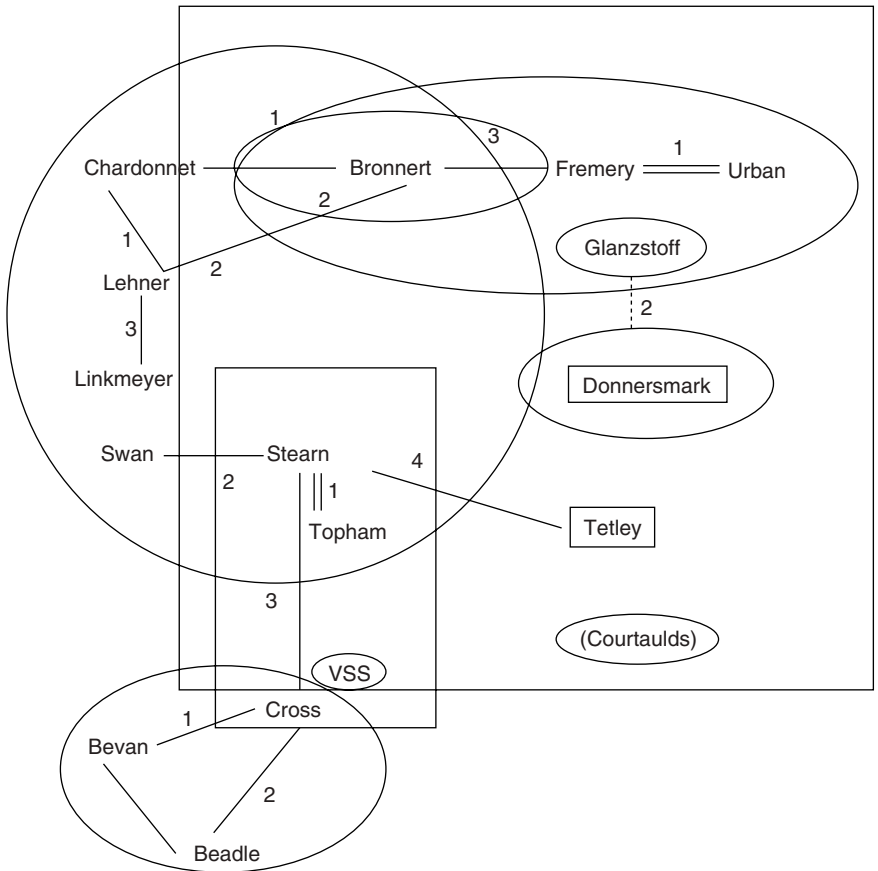 1
3
Chardonnet
Bronnert
Fremery
1
Urban
2
1
2
Lehner
Glanzstoff
3
2
Linkmeyer
Donnersmark
Swan
Stearn
4
2
1
Topham
Tetley
3
(Courtaulds)
VSS
1
Cross
Bevan
2
Beadle